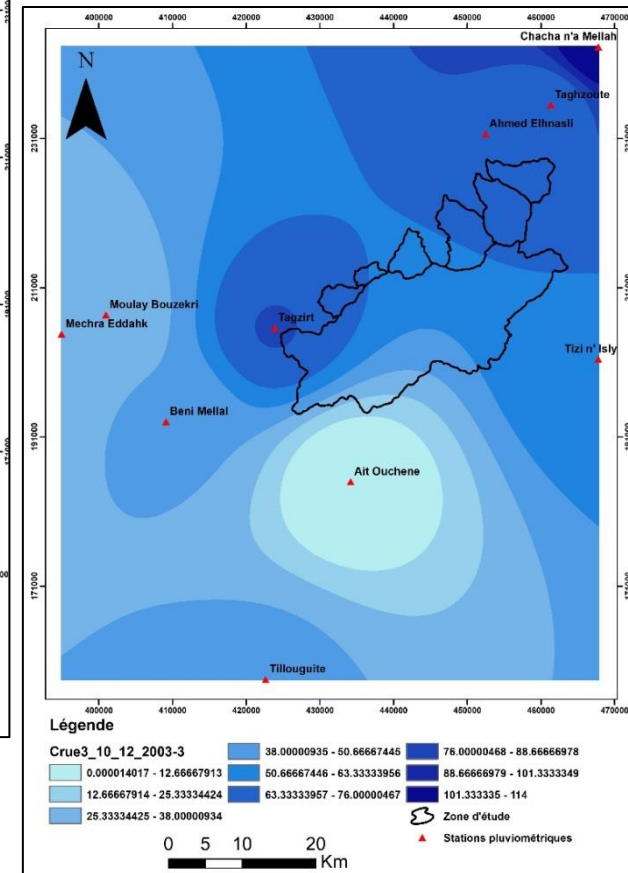 400000 410000 420000 430000 440000 450000 460000 470000
Chacha n'a Mellah
N
Taghzoute
Ahmed Elhnasli
231000
211000
Moulay Bouzekri
Mechra Eddahk
Tagzirt
Tizi n' Isly
Beni Mellal
191000
Ait Ouchene
171000
Tillouguite
400000 410000 420000 430000 440000 450000 460000 470000
Légende
Crue3_10_12_2003-3
0.000014017 - 12.66667913
12.66667914 - 25.33334424
25.33334425 - 38.00000934
38.00000935 - 50.66667445
50.66667446 - 63.33333956
63.33333957 - 76.00000467
76.00000468 - 88.66666978
88.66666979 - 101.3333349
101.333335 - 114
Zone d'étude
Stations pluviométriques
0 5 10 20
Km